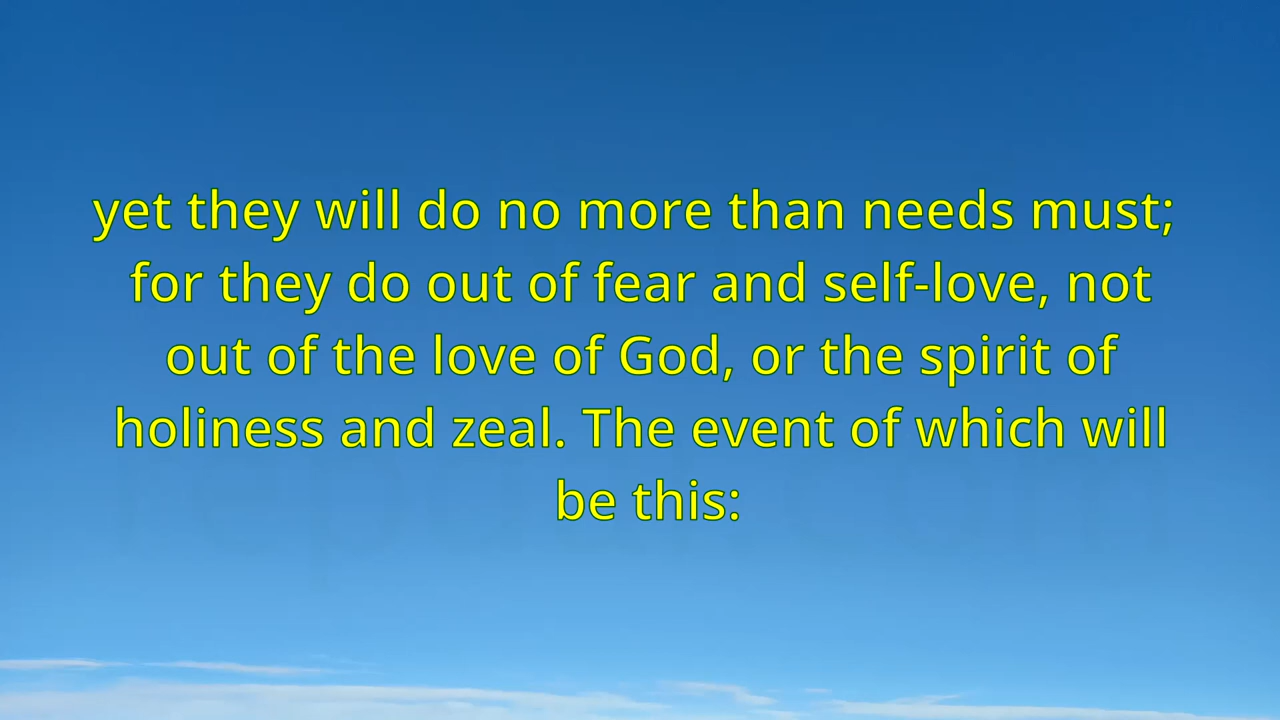 yet they will do no more than needs must;
for they do out of fear and self-love, not
out of the love of God, or the spirit of
holiness and zeal. The event of which will
be this: